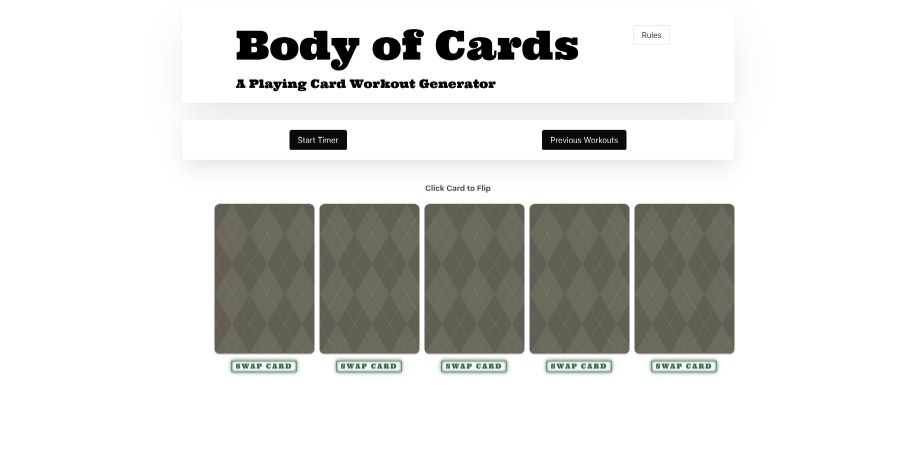 Body of Cards
Rules
A Playing Card Workout Generator
Start Timer
Previous Workouts
Click Card to Flip
SWAP CARD
SWAP CARD
SWAP CARD
SWAP CARD
SWAP CARD